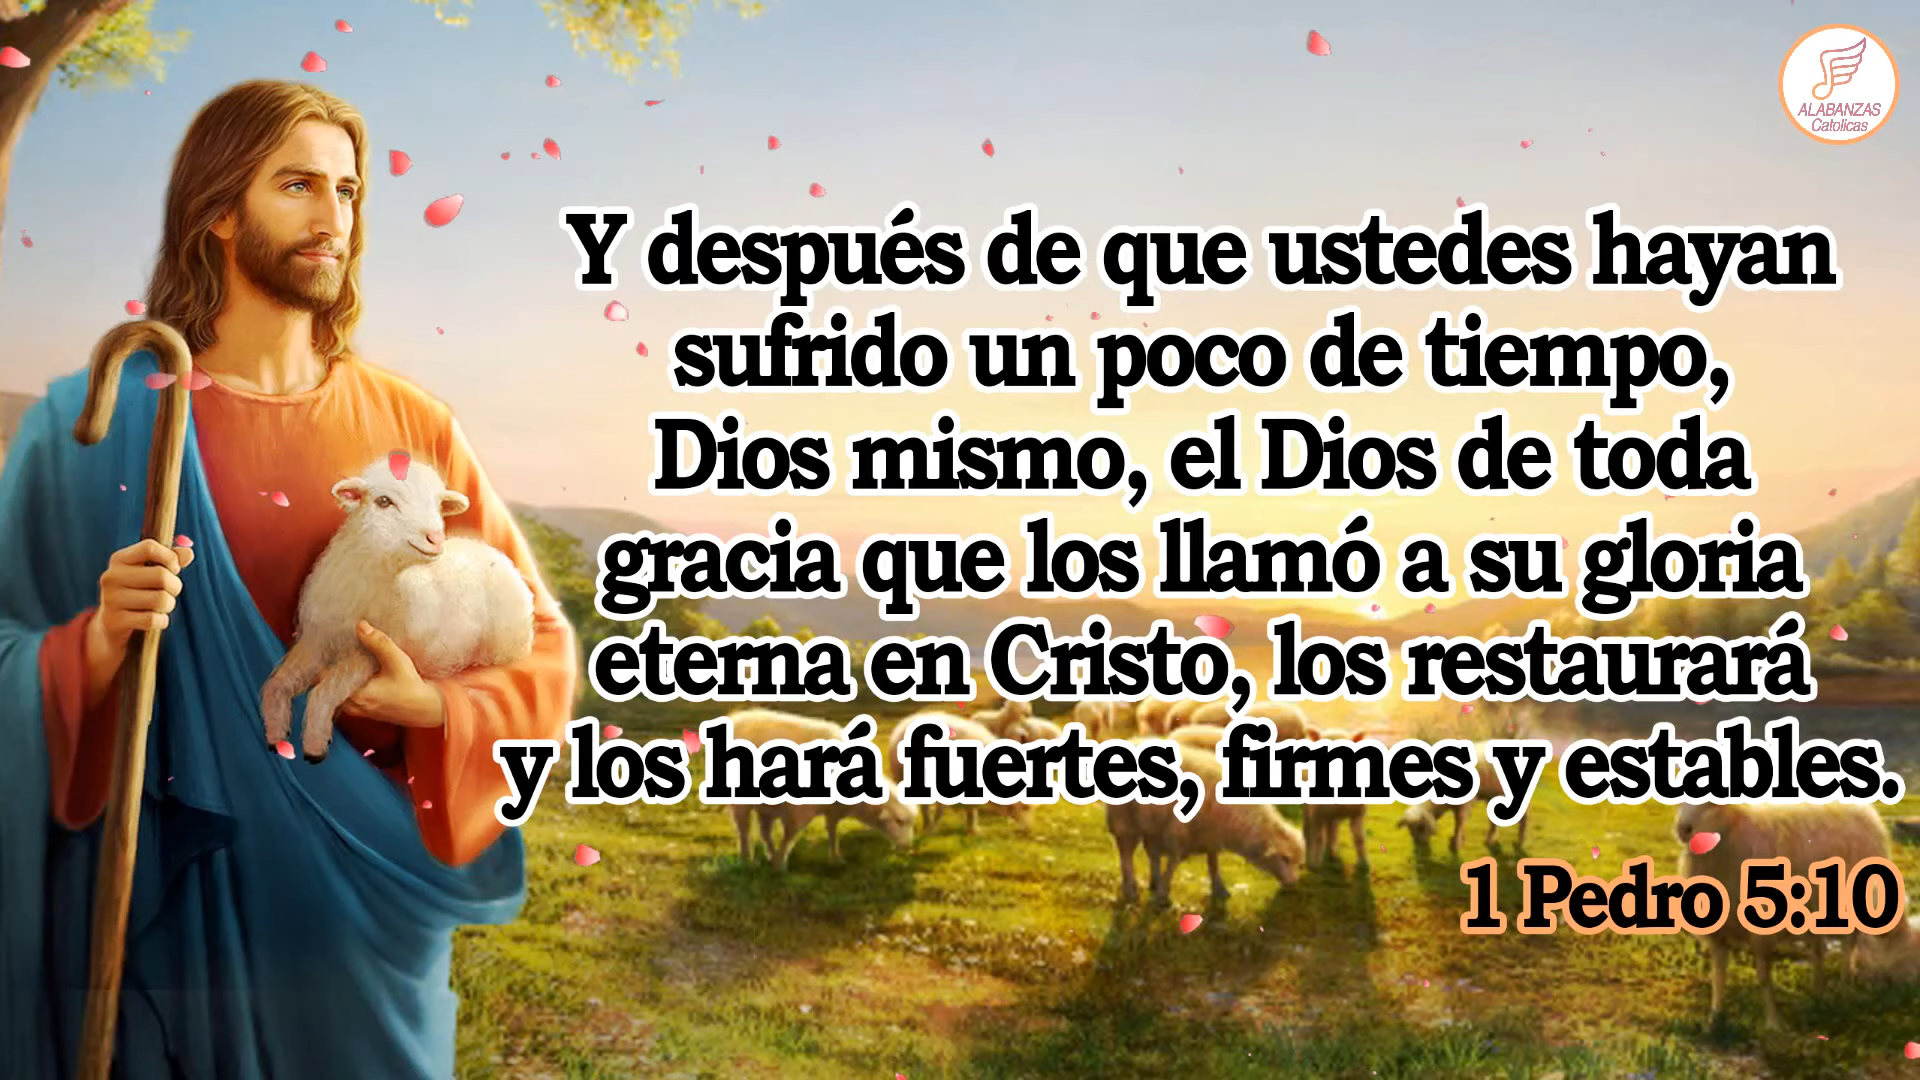 ALABANZAS
Catolicas
Y después de que ustedes hayan
sufrido un poco de tiempo,
Dios mismo, el Dios de toda
gracia que los llamó a su gloria
eterna en Cristo, los restaurará
y los hará fuertes, firmes y estables.
1 Pedro 5:10